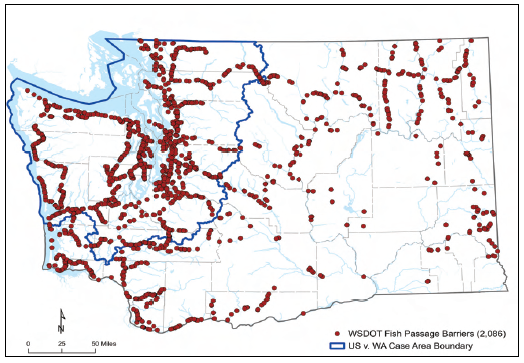 WSDOT Fish Passage Barriers (2,086)
US v. WA Case Area Boundary
N
0 25 50 Miles